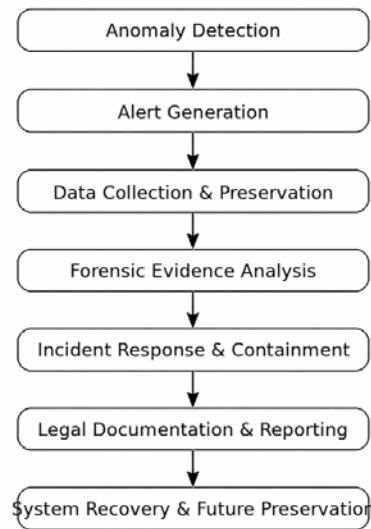 Anomaly Detection
Alert Generation
Data Collection & Preservation
Forensic Evidence Analysis
Incident Response & Containment
Legal Documentation & Reporting
System Recovery & Future Preservation